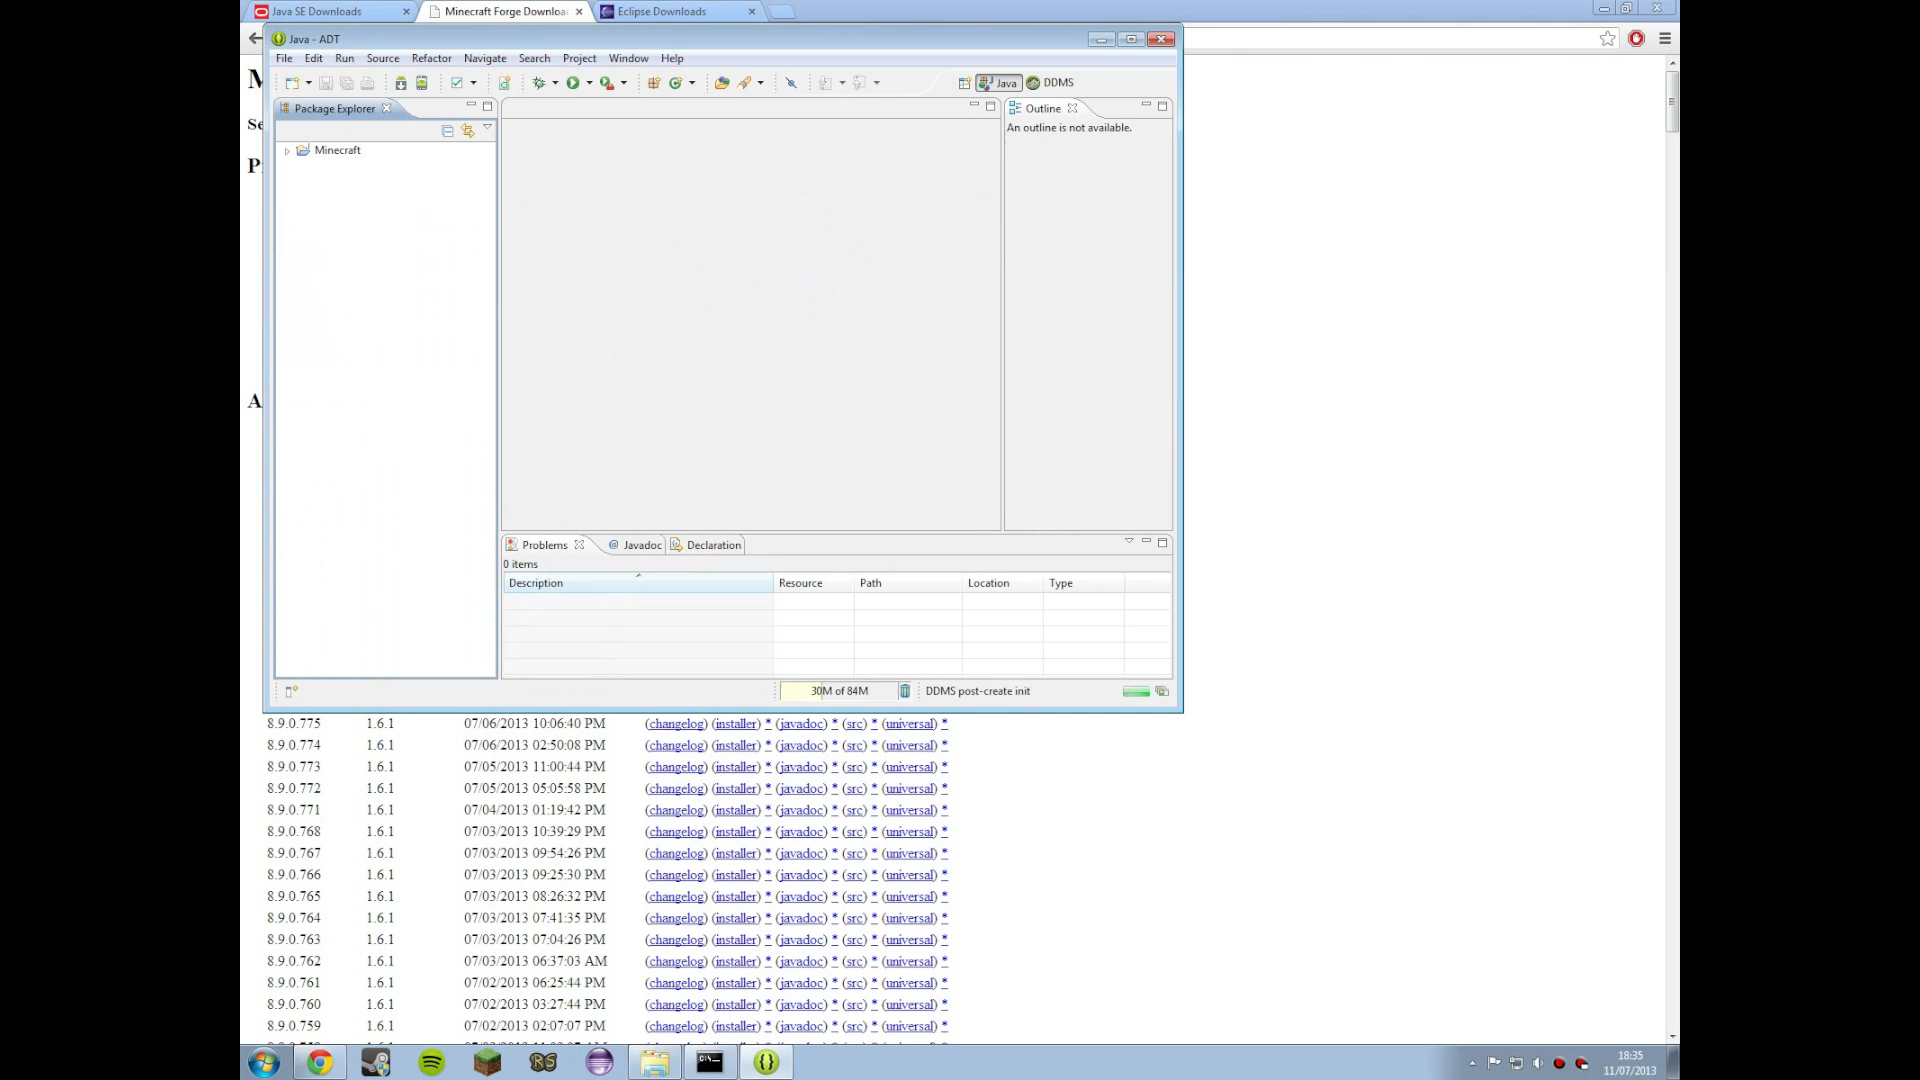 Java SE Downloads
Minecraft Forge Downloa
Eclipse Downloads
Java - ADT
File Edit Run Source Refactor Navigate Search Project Window Help
Java DDMS
Package Explorer
Outline
An outline is not available.
Minecraft
M
Se
P
A
Problems Javadoc Declaration
0 items
Description Resource Path Location Type
30M of 84M DDMS post-create init
8.9.0.775 1.6.1 07/06/2013 10:06:40 PM (changelog) (installer) * (javadoc) * (src) * (universal) *
8.9.0.774 1.6.1 07/06/2013 02:50:08 PM (changelog) (installer) * (javadoc) * (src) * (universal) *
8.9.0.773 1.6.1 07/05/2013 11:00:44 PM (changelog) (installer) * (javadoc) * (src) * (universal) *
8.9.0.772 1.6.1 07/05/2013 05:05:58 PM (changelog) (installer) * (javadoc) * (src) * (universal) *
8.9.0.771 1.6.1 07/04/2013 01:19:42 PM (changelog) (installer) * (javadoc) * (src) * (universal) *
8.9.0.768 1.6.1 07/03/2013 10:39:29 PM (changelog) (installer) * (javadoc) * (src) * (universal) *
8.9.0.767 1.6.1 07/03/2013 09:54:26 PM (changelog) (installer) * (javadoc) * (src) * (universal) *
8.9.0.766 1.6.1 07/03/2013 09:25:30 PM (changelog) (installer) * (javadoc) * (src) * (universal) *
8.9.0.765 1.6.1 07/03/2013 08:26:32 PM (changelog) (installer) * (javadoc) * (src) * (universal) *
8.9.0.764 1.6.1 07/03/2013 07:41:35 PM (changelog) (installer) * (javadoc) * (src) * (universal) *
8.9.0.763 1.6.1 07/03/2013 07:04:26 PM (changelog) (installer) * (javadoc) * (src) * (universal) *
8.9.0.762 1.6.1 07/03/2013 06:37:03 AM (changelog) (installer) * (javadoc) * (src) * (universal) *
8.9.0.761 1.6.1 07/02/2013 06:25:44 PM (changelog) (installer) * (javadoc) * (src) * (universal) *
8.9.0.760 1.6.1 07/02/2013 03:27:44 PM (changelog) (installer) * (javadoc) * (src) * (universal) *
8.9.0.759 1.6.1 07/02/2013 02:07:07 PM (changelog) (installer) * (javadoc) * (src) * (universal) *
RS
C:\
18:35
11/07/2013